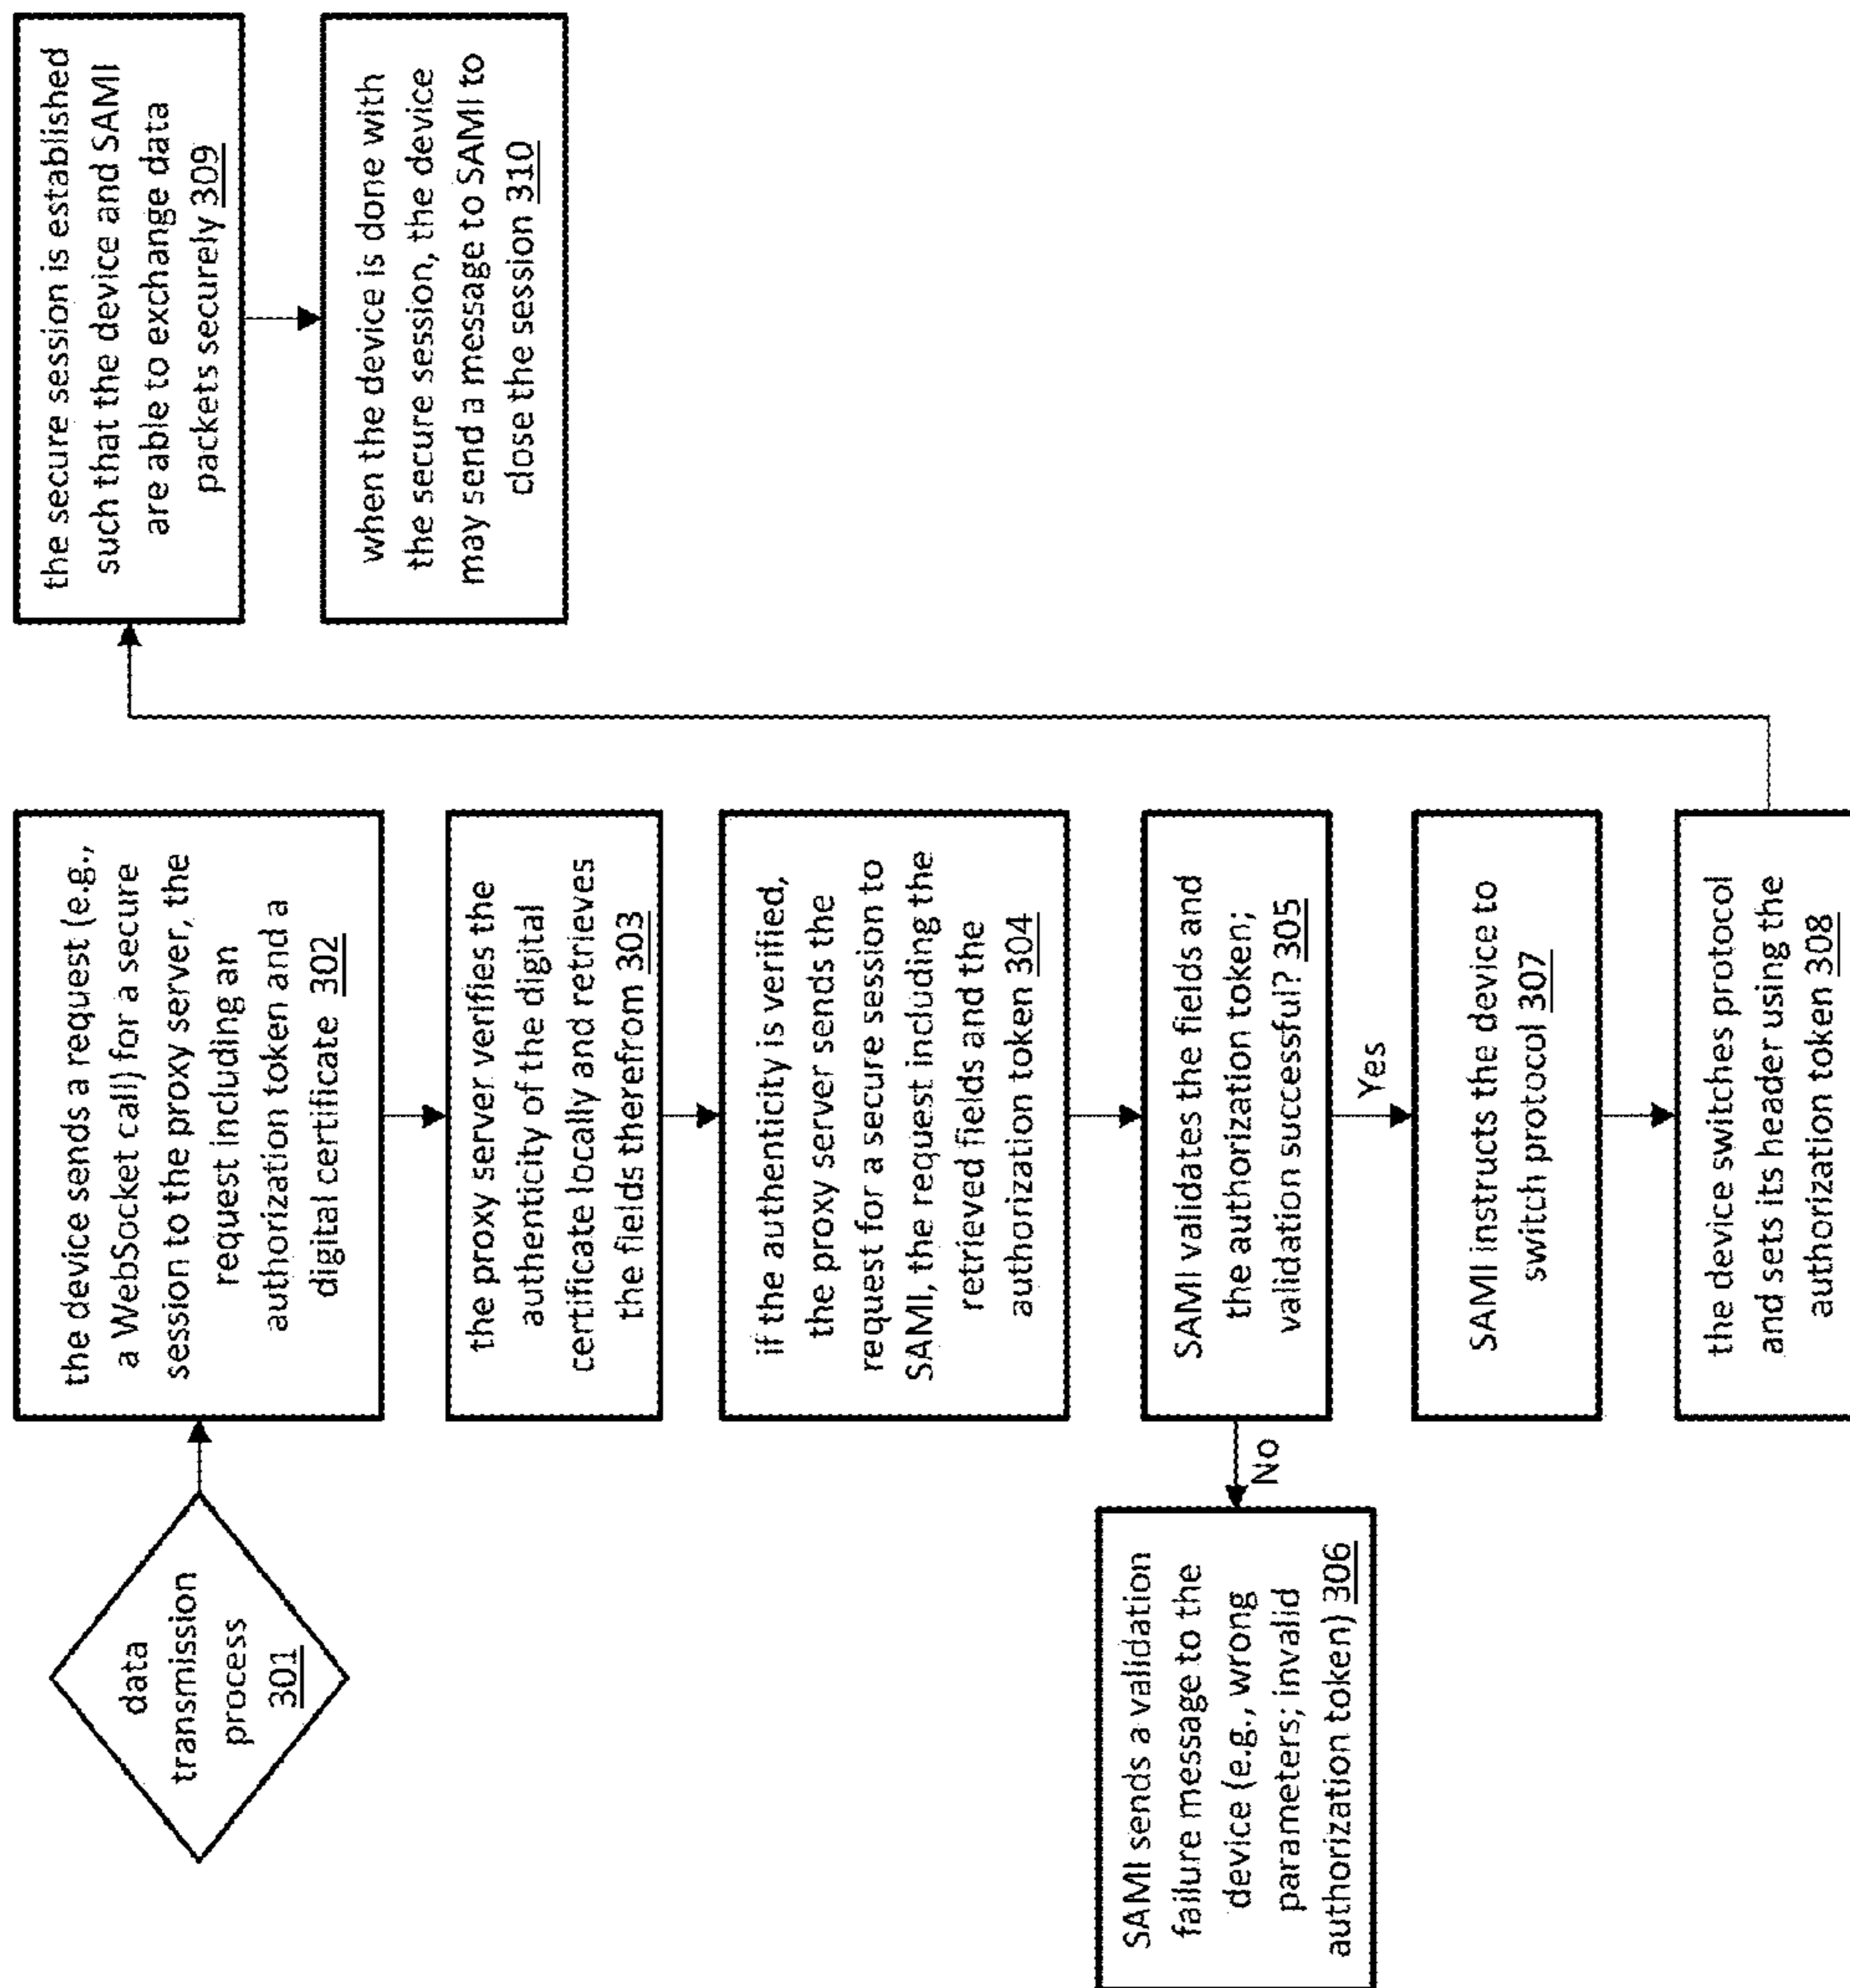 data
transmission
process
301
the device sends a request (e.g.,
a WebSocket call) for a secure
session to the proxy server, the
request including an
authorization token and a
digital certificate 302
the proxy server verifies the
authenticity of the digital
certificate locally and retrieves
the fields therefrom 303
if the authenticity is verified,
the proxy server sends the
request for a secure session to
SAMI, the request including the
retrieved fields and the
authorization token 304
SAMI validates the fields and
the authorization token;
validation successful? 305
No
SAMI sends a validation
failure message to the
device (e.g., wrong
parameters; invalid
authorization token) 306
Yes
SAMI instructs the device to
switch protocol 307
the device switches protocol
and sets its header using the
authorization token 308
the secure session is established
such that the device and SAMI
are able to exchange data
packets securely 309
when the device is done with
the secure session, the device
may send a message to SAMI to
close the session 310